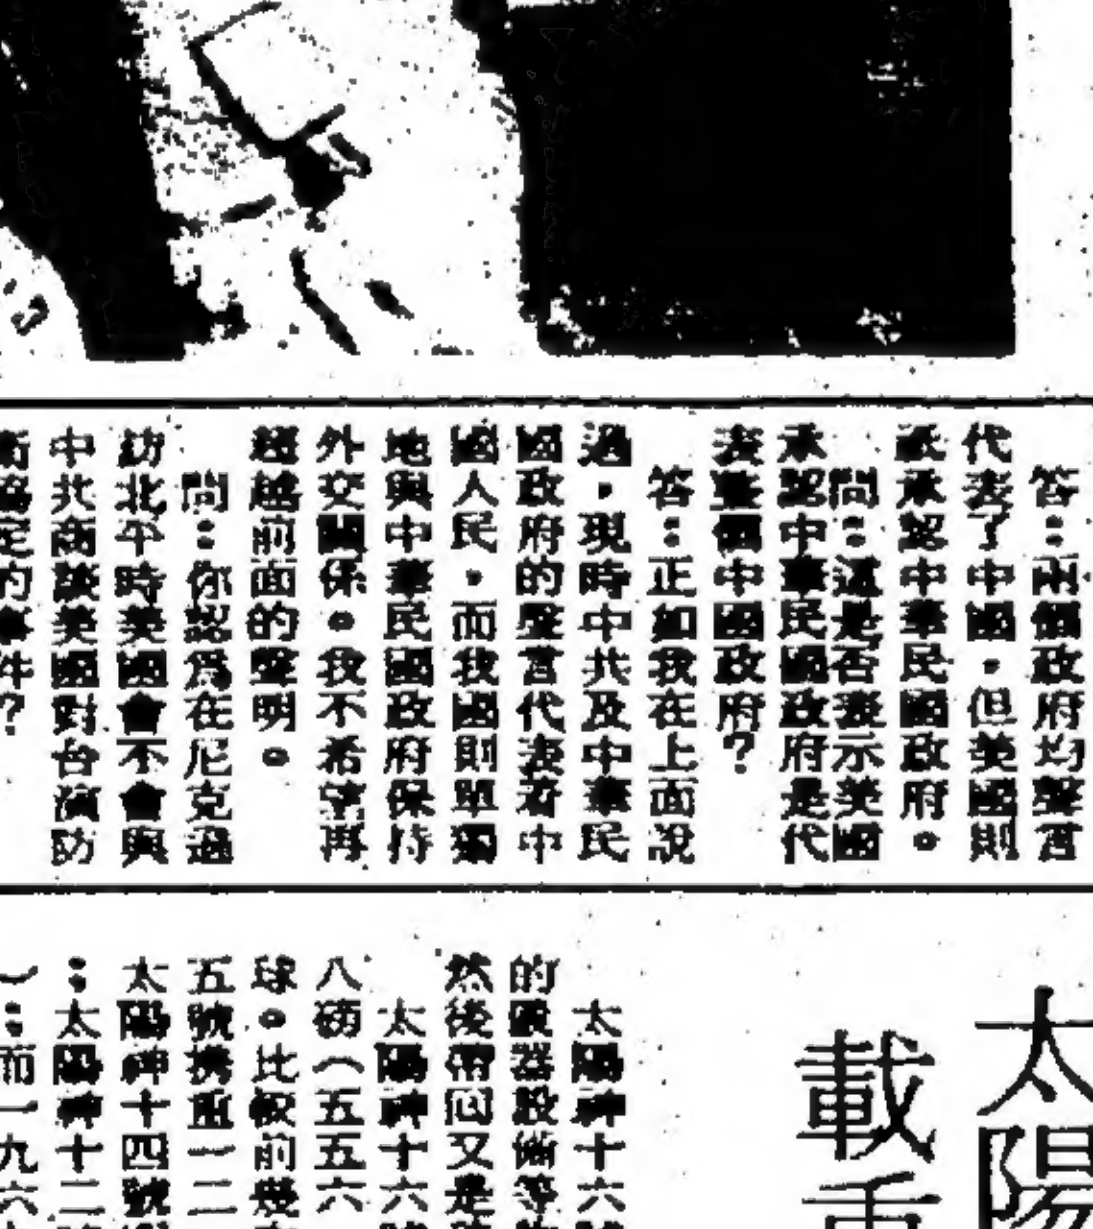 答：兩個政府均聲言
代表了中國，但美國則
祇承認中華民國政府。
問：這是否表示美國
承認中華民國政府是代
表整個中國政府？
答：正如我在上面說
過，現時中共及中華民
國政府的聲言代表着中
國人民，而我國則單獨
地與中華民國政府保持
外交關係。我不希望再
超越前面的聲明。
問：你認爲在尼克遜
訪北平時美國會不會與
中共商談美國對台灣防
衛協定的事件？
太陽
載重
太陽神十六號
的儀器設備等
然後帶回又是
太陽神十六
八磅（五五六
球。比較前幾
五號携重一二
太陽神十四號
：太陽神十二
）：而一九六